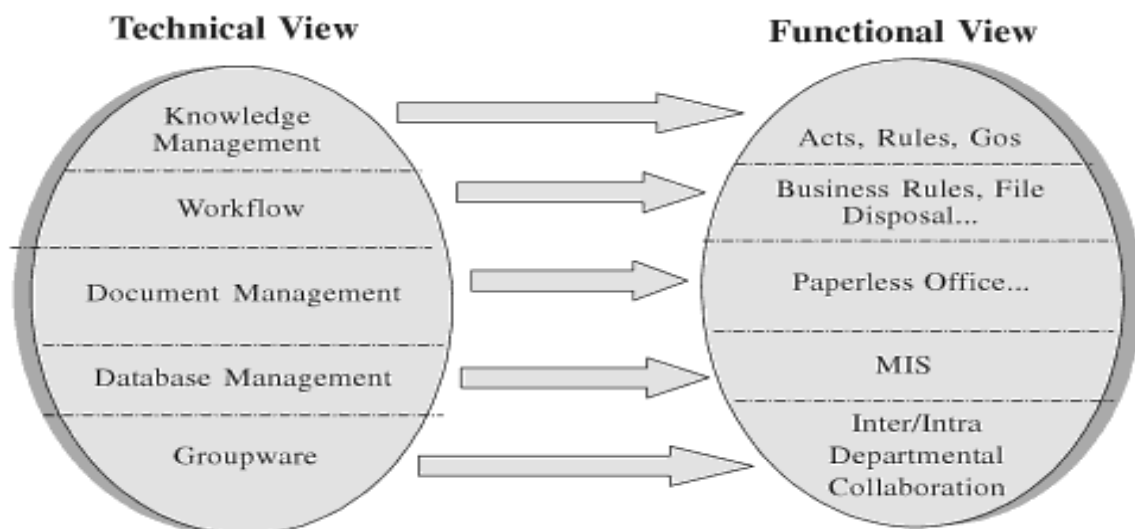 Technical View
Functional View
Knowledge
Management
Acts, Rules, Gos
Workflow
Business Rules, File
Disposal...
Document Management
Paperless Office...
Database Management
MIS
Groupware
Inter/Intra
Departmental
Collaboration